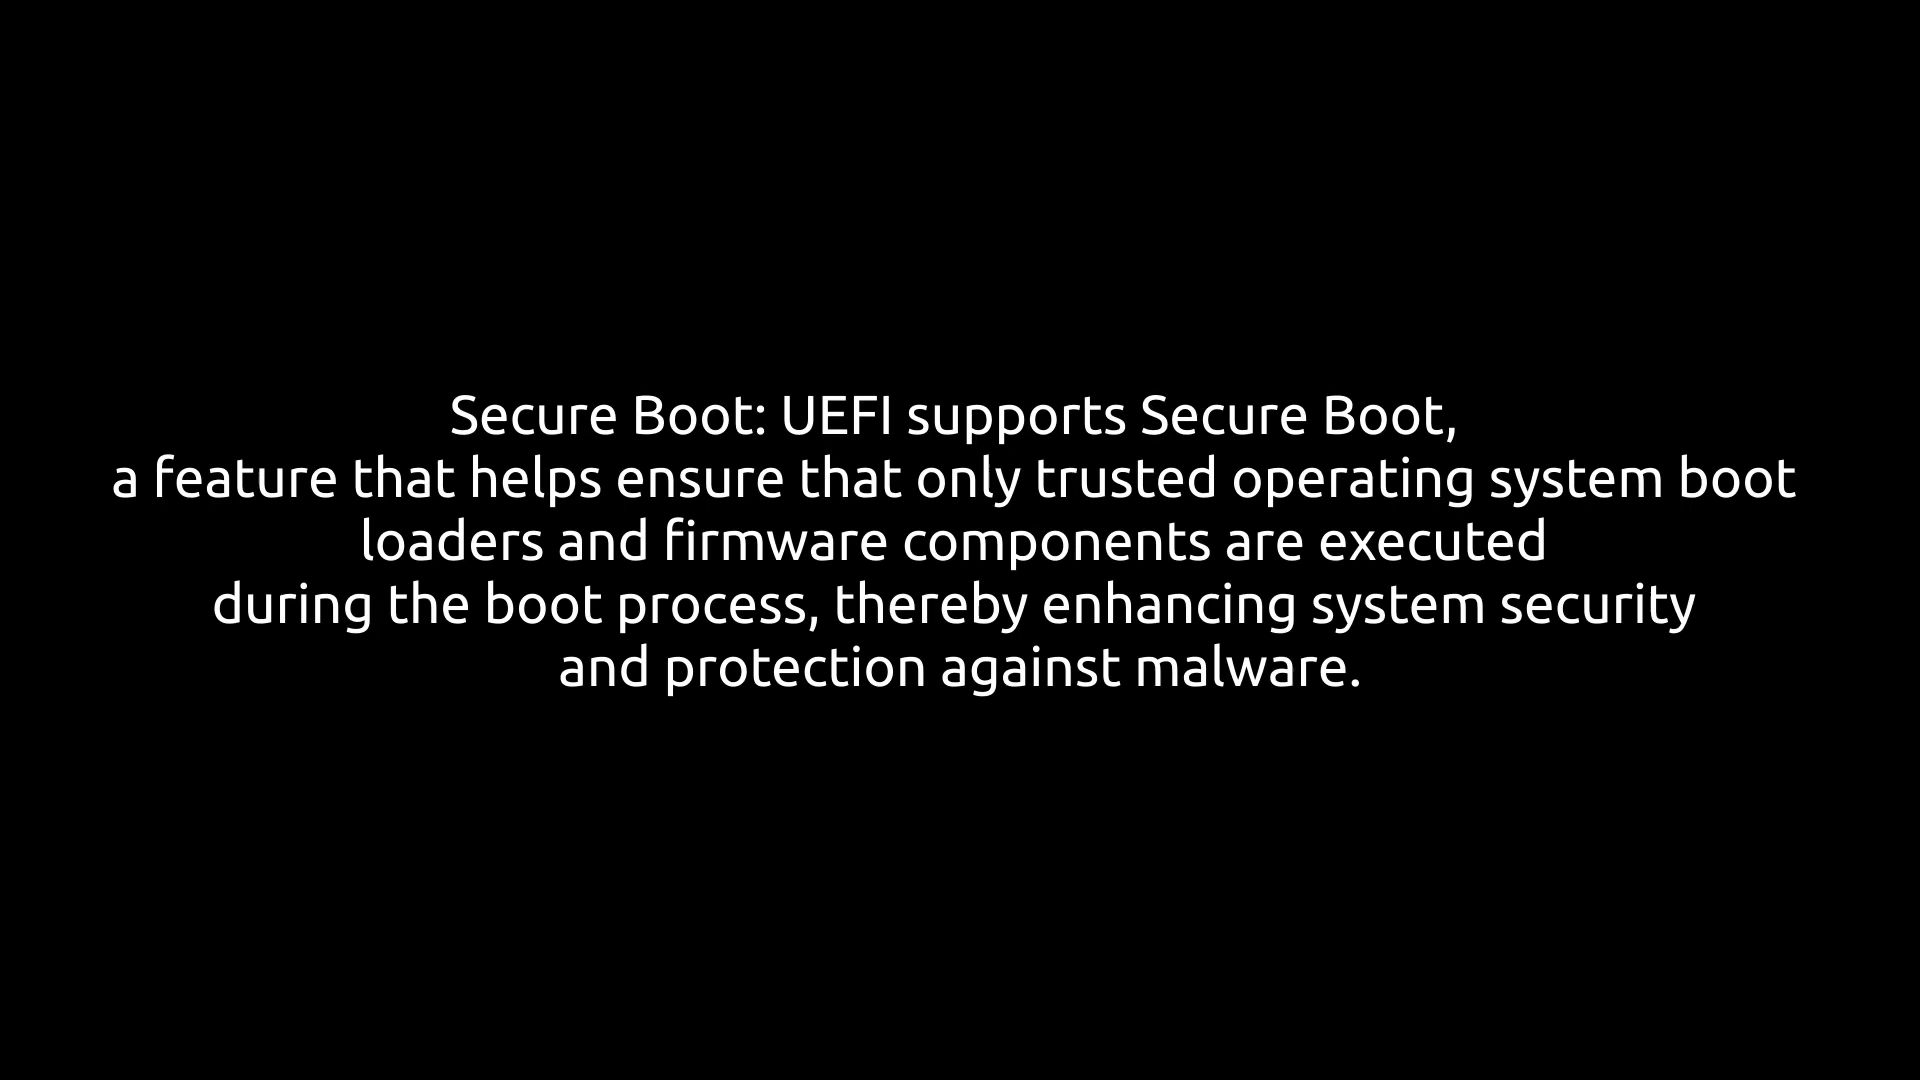 Secure Boot: UEFI supports Secure Boot,
a feature that helps ensure that only trusted operating system boot
loaders and firmware components are executed
during the boot process, thereby enhancing system security
and protection against malware.